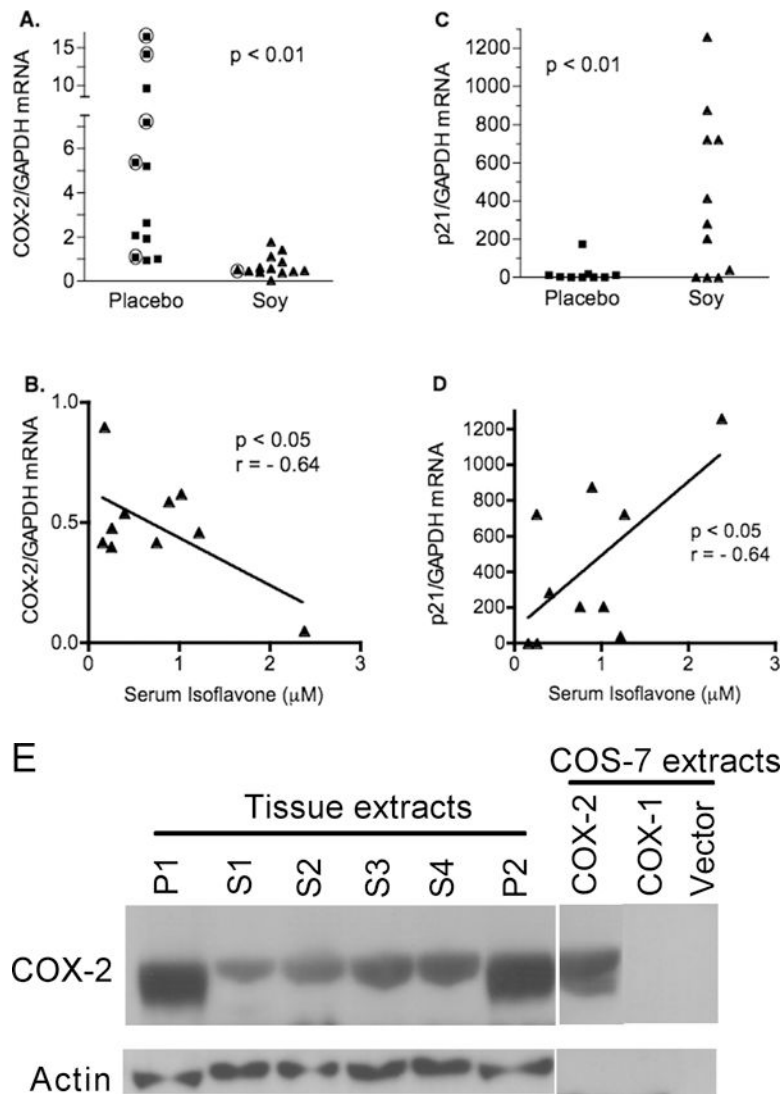 A.
COX-2/GAPDH mRNA
15
10
6
4
2
0
p < 0.01
Placebo
Soy
C
p21/GAPDH mRNA
1200
1000
800
600
400
200
0
p < 0.01
Placebo
Soy
B.
COX-2/GAPDH mRNA
1.0
0.5
0.0
p < 0.05
r = - 0.64
0
1
2
3
Serum Isoflavone (µM)
D
p21/GAPDH mRNA
1200
1000
800
600
400
200
0
p < 0.05
r = - 0.64
0
1
2
3
Serum Isoflavone (µM)
E
Tissue extracts
COS-7 extracts
P1
S1
S2
S3
S4
P2
COX-2
COX-1
Vector
COX-2
Actin